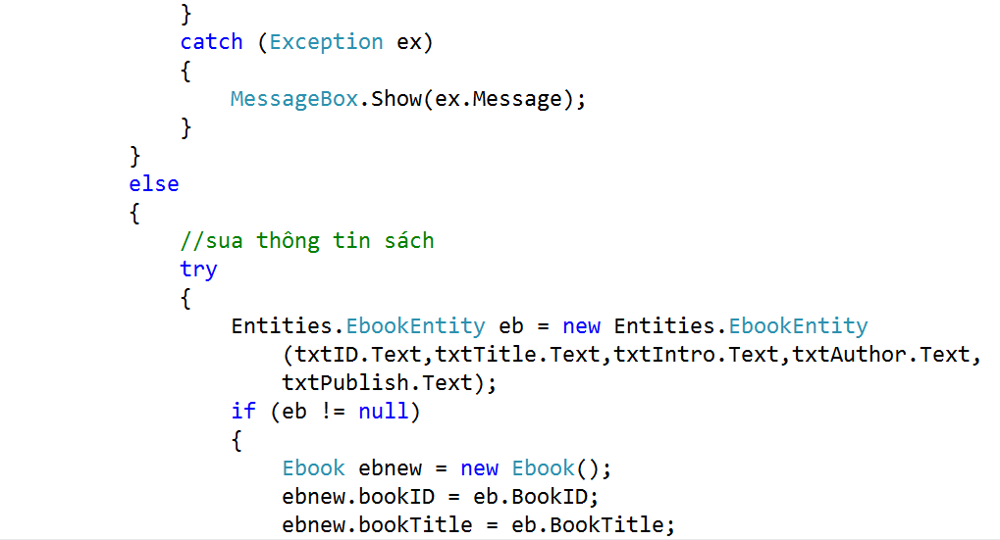 }
catch (Exception ex)
{
MessageBox.Show(ex.Message);
}
}
else
{
//sua thông tin sách
try
{
Entities.EbookEntity eb = new Entities.EbookEntity
(txtID.Text,txtTitle.Text,txtIntro.Text,txtAuthor.Text,
txtPublish.Text);
if (eb != null)
{
Ebook ebnew = new Ebook();
ebnew.bookID = eb.BookID;
ebnew.bookTitle = eb.BookTitle;